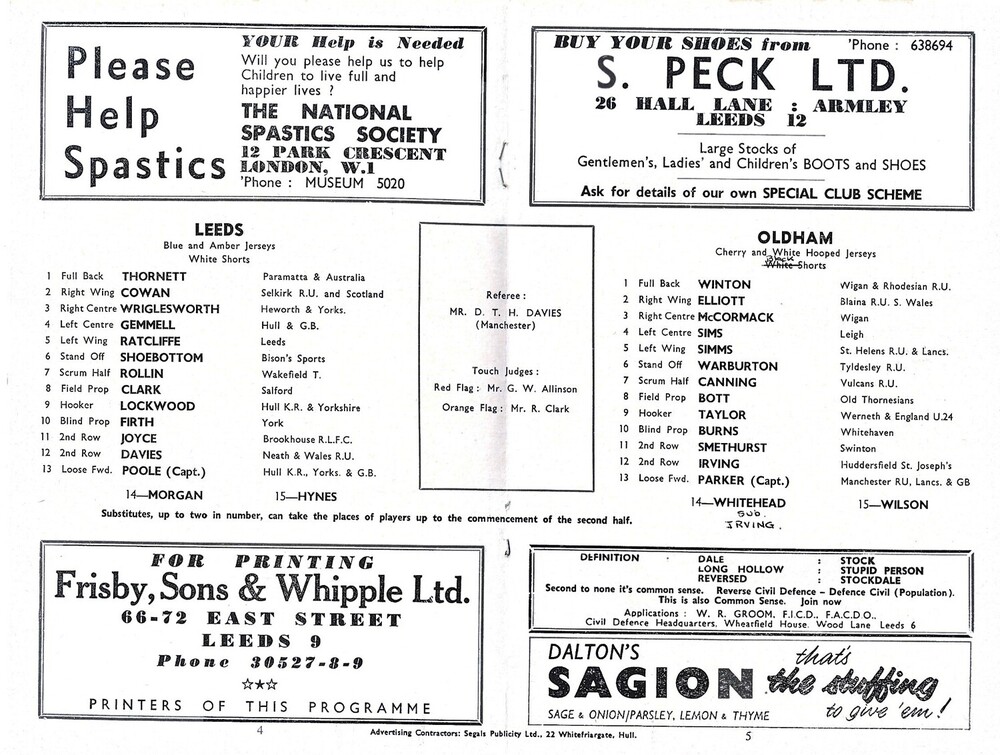 Please
Help
Spastics
YOUR Help is Needed
Will you please help us to help
Children to live full and
happier lives ?
THE NATIONAL
SPASTICS SOCIETY
12 PARK CRESCENT
LONDON, W.1
'Phone : MUSEUM 5020
BUY YOUR SHOES from 'Phone : 638694
S. PECK LTD.
26 HALL LANE : ARMLEY
LEEDS 12
Large Stocks of
Gentlemen's, Ladies' and Children's BOOTS and SHOES
Ask for details of our own SPECIAL CLUB SCHEME
LEEDS
Blue and Amber Jerseys
White Shorts
1 Full Back THORNETT Paramatta & Australia
2 Right Wing COWAN Selkirk R.U. and Scotland
3 Right Centre WRIGLESWORTH Heworth & Yorks.
4 Left Centre GEMMELL Hull & G.B.
5 Left Wing RATCLIFFE Leeds
6 Stand Off SHOEBOTTOM Bison's Sports
7 Scrum Half ROLLIN Wakefield T.
8 Field Prop CLARK Salford
9 Hooker LOCKWOOD Hull K.R. & Yorkshire
10 Blind Prop FIRTH York
11 2nd Row JOYCE Brookhouse R.L.F.C.
12 2nd Row DAVIES Neath & Wales R.U.
13 Loose Fwd. POOLE (Capt.) Hull K.R., Yorks. & G.B.
14—MORGAN 15—HYNES
Referee :
MR. D. T. H. DAVIES
(Manchester)
Touch Judges :
Red Flag : Mr. G. W. Allinson
Orange Flag : Mr. R. Clark
OLDHAM
Cherry and White Hooped Jerseys
Black
White Shorts
1 Full Back WINTON Wigan & Rhodesian R.U.
2 Right Wing ELLIOTT Blaina R.U. S. Wales
3 Right Centre McCORMACK Wigan
4 Left Centre SIMS Leigh
5 Left Wing SIMMS St. Helens R.U. & Lancs.
6 Stand Off WARBURTON Tyldesley R.U.
7 Scrum Half CANNING Vulcans R.U.
8 Field Prop BOTT Old Thornesians
9 Hooker TAYLOR Werneth & England U.24
10 Blind Prop BURNS Whitehaven
11 2nd Row SMETHURST Swinton
12 2nd Row IRVING Huddersfield St. Joseph's
13 Loose Fwd. PARKER (Capt.) Manchester RU, Lancs. & GB
14—WHITEHEAD 15—WILSON
SUB.
IRVING.
Substitutes, up to two in number, can take the places of players up to the commencement of the second half.
FOR PRINTING
Frisby, Sons & Whipple Ltd.
66-72 EAST STREET
LEEDS 9
Phone 30527-8-9
☆★☆
PRINTERS OF THIS PROGRAMME
DEFINITION DALE : STOCK
LONG HOLLOW : STUPID PERSON
REVERSED : STOCKDALE
Second to none it's common sense. Reverse Civil Defence – Defence Civil (Population).
This is also Common Sense. Join now
Applications : W. R. GROOM, F.I.C.D., F.A.C.D.O.,
Civil Defence Headquarters, Wheatfield House, Wood Lane Leeds 6
DALTON'S
SAGION
SAGE & ONION/PARSLEY, LEMON & THYME
that's
the stuffing
to give 'em!
4
Advertising Contractors: Segals Publicity Ltd., 22 Whitefriargate, Hull.
5